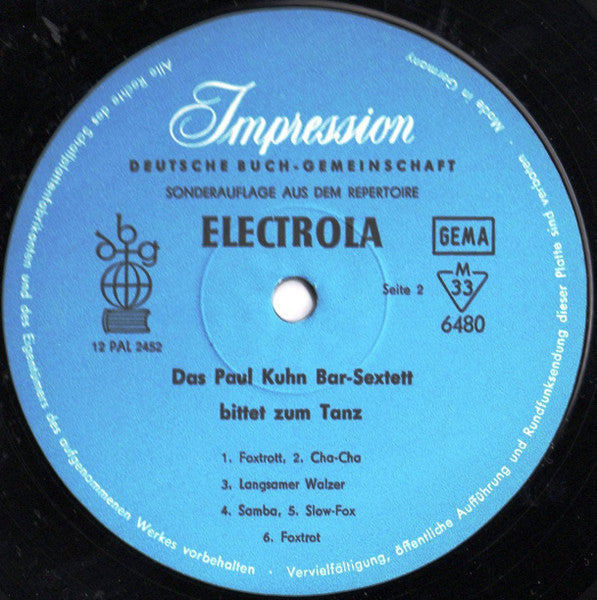 Impression
DEUTSCHE BUCH-GEMEINSCHAFT
SONDERAUFLAGE AUS DEM REPERTOIRE
ELECTROLA
GEMA
dbg
Seite 2
M
33
6480
12 PAL 2452
Das Paul Kuhn Bar-Sextett
bittet zum Tanz
1. Foxtrott, 2. Cha-Cha
3. Langsamer Walzer
4. Samba, 5. Slow-Fox
6. Foxtrot
Alle Rechte des Schallplattenfabrikanten und des Eigentümers des aufgenommenen Werkes vorbehalten · Vervielfältigung, öffentliche Aufführung und Rundfunksendung dieser Platte sind verboten · Made in Germany